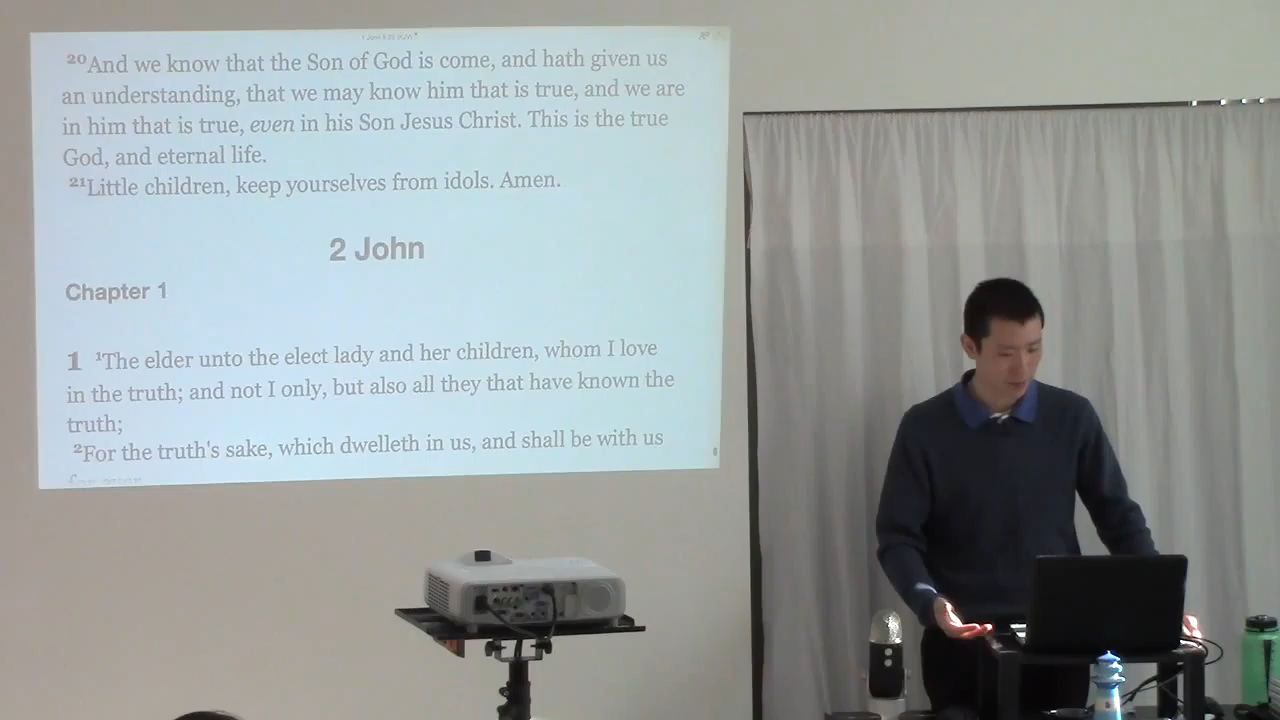 ²⁰And we know that the Son of God is come, and hath given us
an understanding, that we may know him that is true, and we are
in him that is true, even in his Son Jesus Christ. This is the true
God, and eternal life.
²¹Little children, keep yourselves from idols. Amen.
2 John
Chapter 1
1 ¹The elder unto the elect lady and her children, whom I love
in the truth; and not I only, but also all they that have known the
truth;
²For the truth's sake, which dwelleth in us, and shall be with us